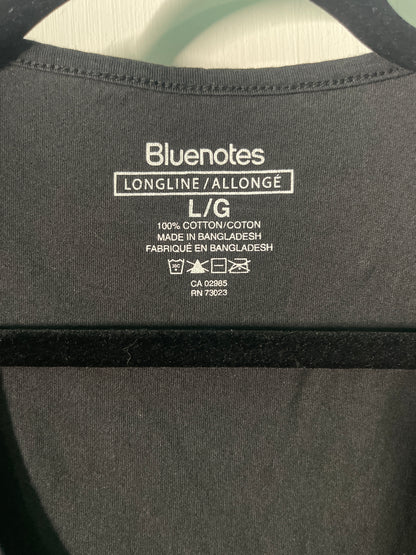 Bluenotes
LONGLINE/ALLONGÉ
L/G
100% COTTON/COTON
MADE IN BANGLADESH
FABRIQUÉ EN BANGLADESH
CA 02985
RN 73023